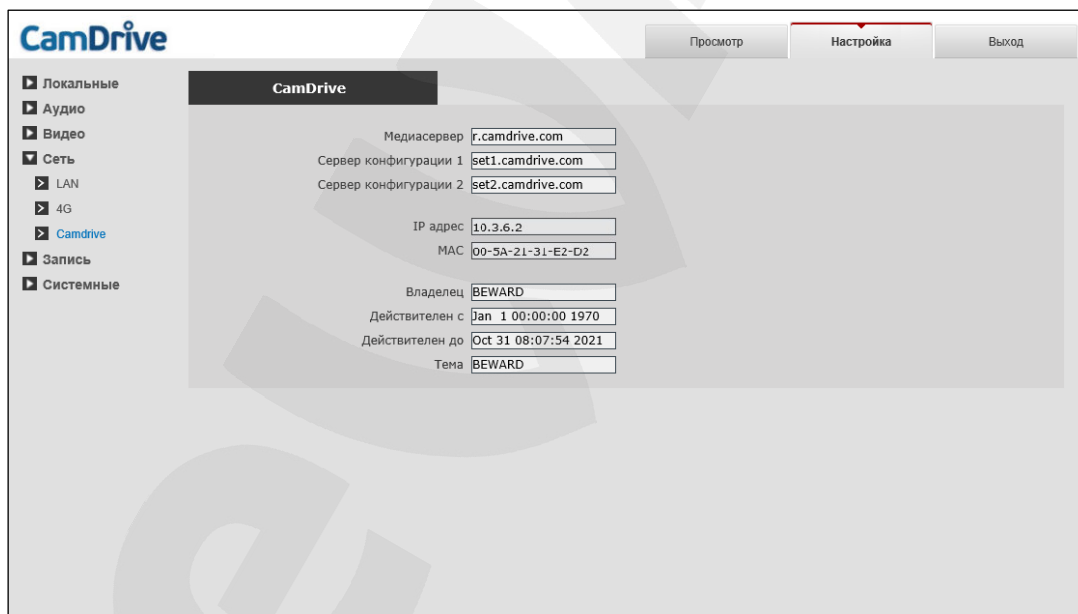 CamDrive
Просмотр
Настройка
Выход
Локальные
Аудио
Видео
Сеть
LAN
4G
Camdrive
Запись
Системные
CamDrive
Медиасервер r.camdrive.com
Сервер конфигурации 1 set1.camdrive.com
Сервер конфигурации 2 set2.camdrive.com
IP адрес 10.3.6.2
MAC 00-5A-21-31-E2-D2
Владелец BEWARD
Действителен с Jan 1 00:00:00 1970
Действителен до Oct 31 08:07:54 2021
Тема BEWARD